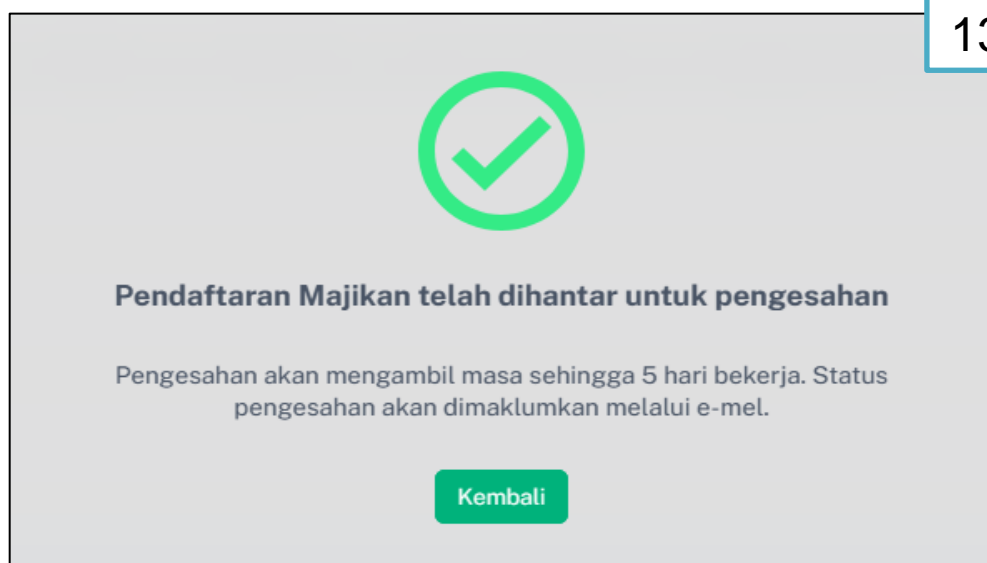 13
Pendaftaran Majikan telah dihantar untuk pengesahan
Pengesahan akan mengambil masa sehingga 5 hari bekerja. Status
pengesahan akan dimaklumkan melalui e-mel.
Kembali